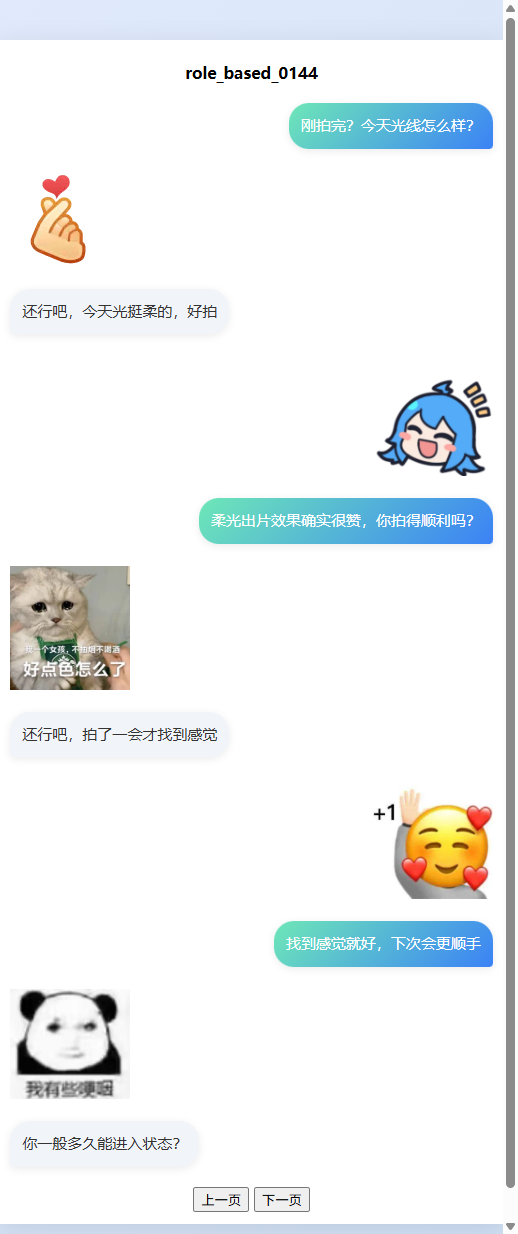 role_based_0144
刚拍完？今天光线怎么样？
还行吧，今天光挺柔的，好拍
柔光出片效果确实很赞，你拍得顺利吗？
我一个女孩，不抽烟不喝酒
好点色怎么了
还行吧，拍了一会才找到感觉
+1
找到感觉就好，下次会更顺手
我有些哽咽
你一般多久能进入状态？
上一页 下一页